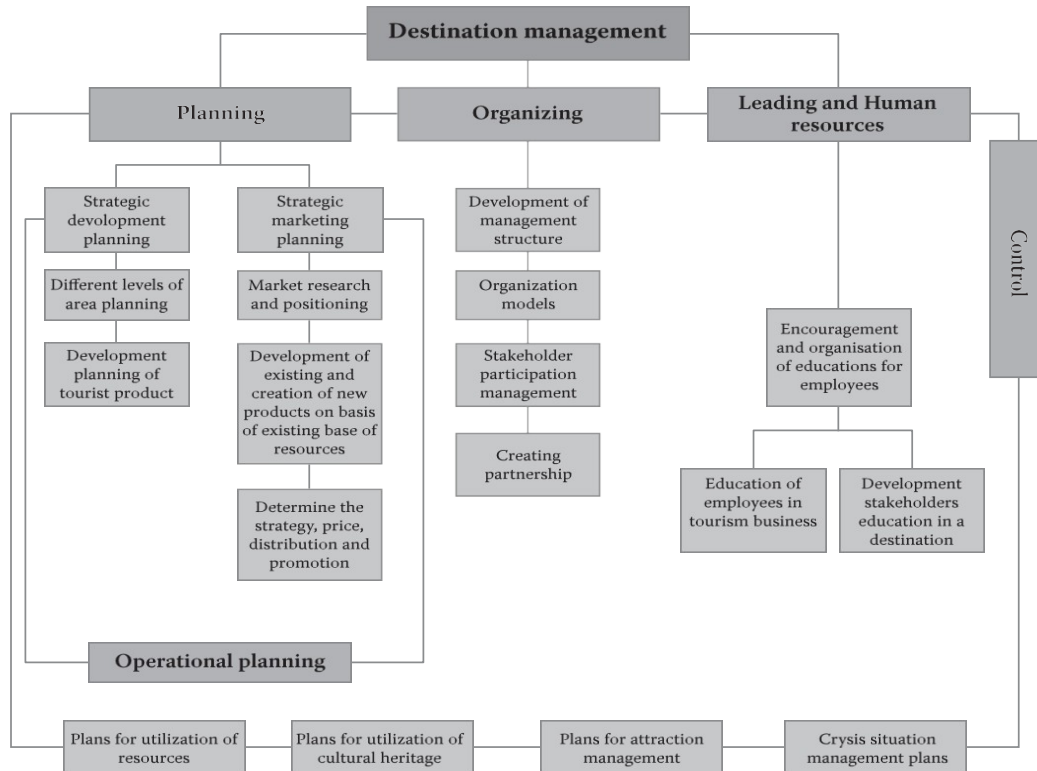 Destination management
Planning
Organizing
Leading and Human
resources
Control
Strategic
devolopment
planning
Different levels of
area planning
Development
planning of
tourist product
Strategic
marketing
planning
Market research
and positioning
Development of
existing and
creation of new
products on basis
of existing base of
resources
Determine the
strategy, price,
distribution and
promotion
Operational planning
Development of
management
structure
Organization
models
Stakeholder
participation
management
Creating
partnership
Encouragement
and organisation
of educations for
employees
Education of
employees in
tourism business
Development
stakeholders
education in a
destination
Plans for utilization of
resources
Plans for utilization of
cultural heritage
Plans for attraction
management
Crysis situation
management plans